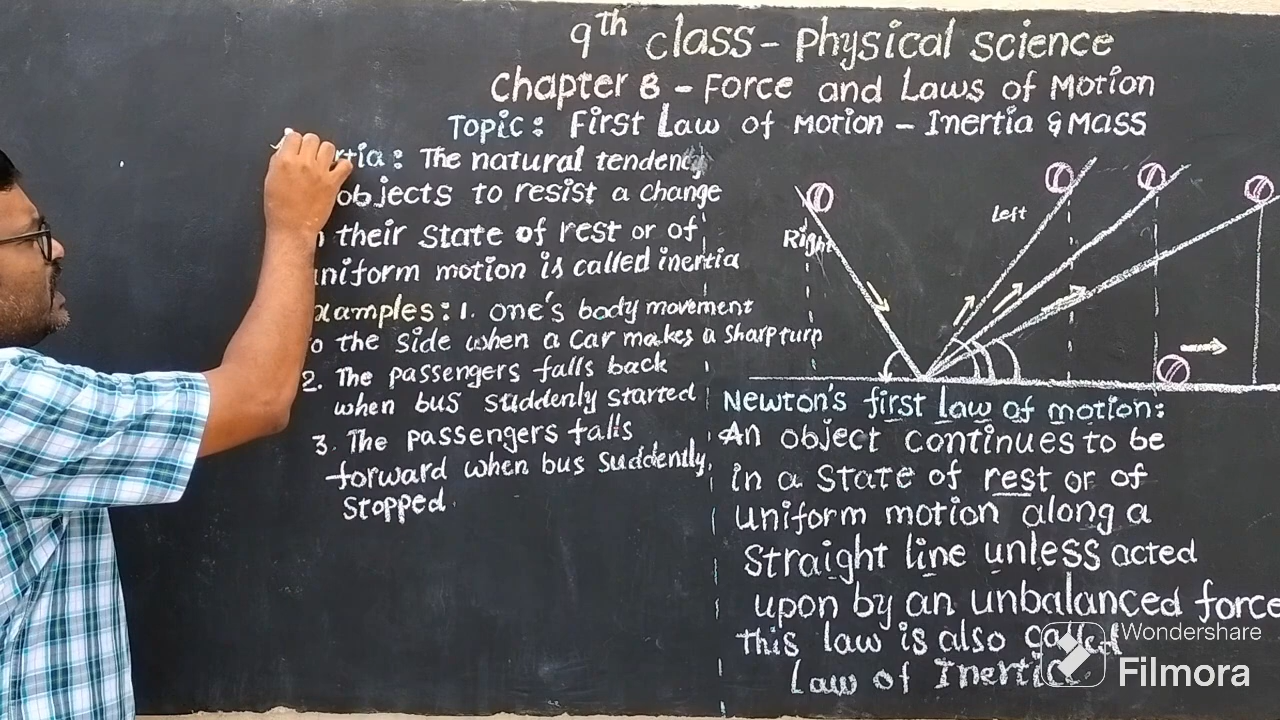 9th class - Physical science
Chapter 8 - Force and Laws of Motion
Topic: First Law of Motion - Inertia & Mass
rtia: The natural tendency
objects to resist a change
n their state of rest or of
uniform motion is called inertia
xamples: 1. one's body movement
o the side when a car makes a sharp turn
2. The passengers falls back
when bus suddenly started
3. The passengers falls
forward when bus suddenly
stopped.
Right
Left
Newton's first law of motion:
An object continues to be
in a state of rest or of
uniform motion along a
straight line unless acted
upon by an unbalanced force
This law is also called
Law of Inertia.
Wondershare
Filmora